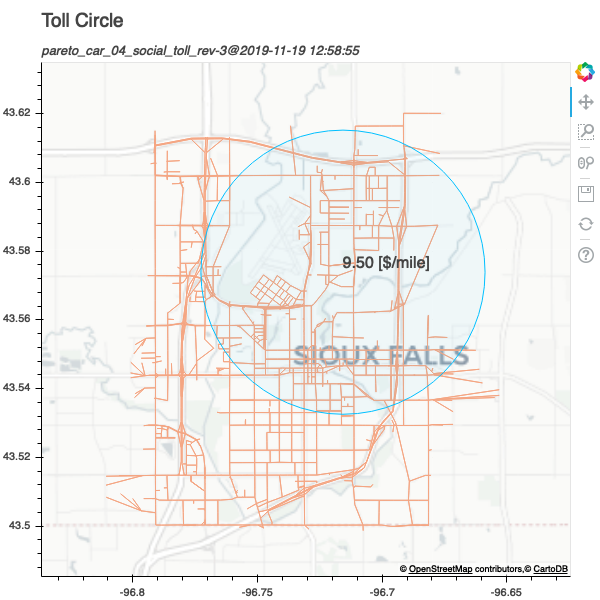 Toll Circle
pareto_car_04_social_toll_rev-3@2019-11-19 12:58:55
43.62
43.6
43.58
9.50 [$/mile]
43.56
SIOUX FALLS
43.54
43.52
43.5
© OpenStreetMap contributors,© CartoDB
-96.8
-96.75
-96.7
-96.65